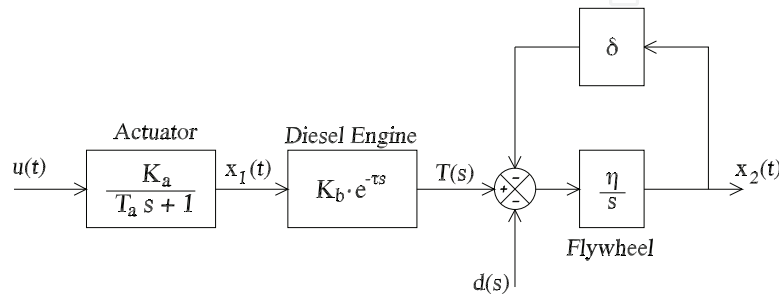 δ
Actuator
Diesel Engine
u(t)
K_a
T_a s + 1
x_1(t)
K_b·e^{-τs}
T(s)
+
−
−
η
s
x_2(t)
Flywheel
d(s)